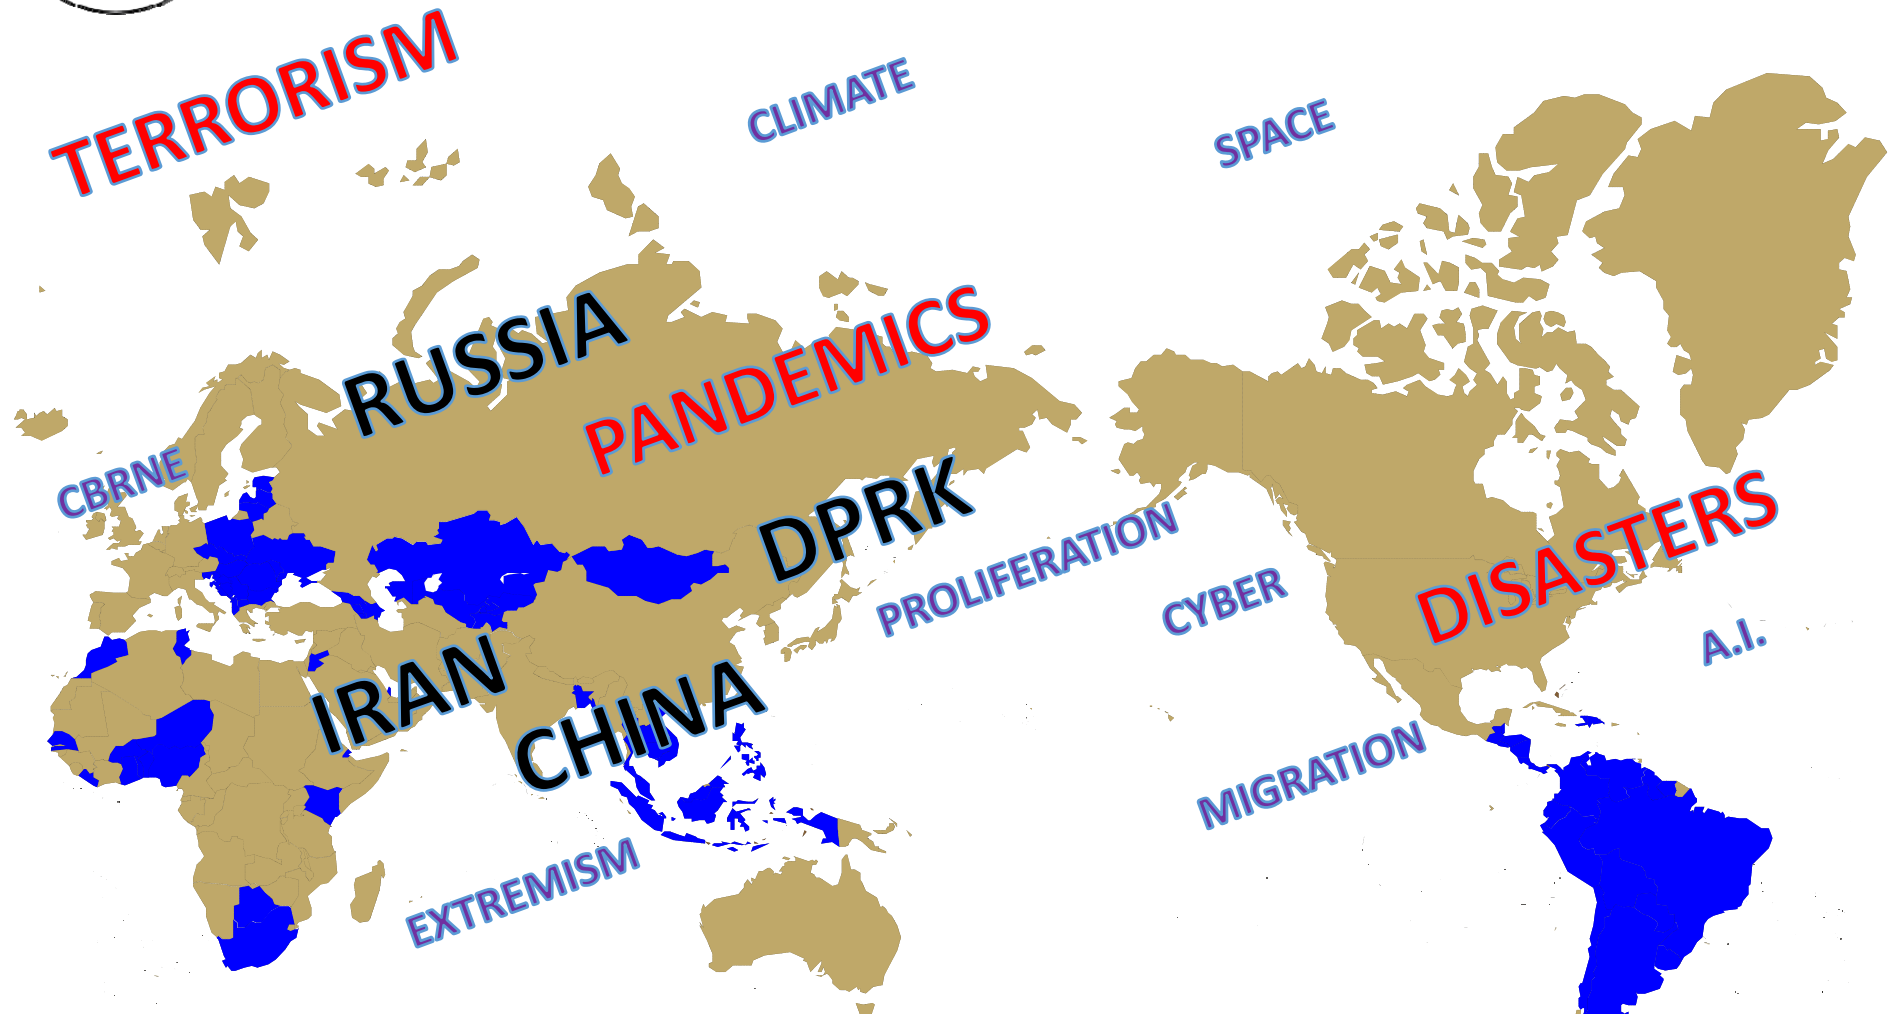 TERRORISM
CLIMATE
SPACE
RUSSIA
PANDEMICS
CBRNE
DPRK
PROLIFERATION
CYBER
DISASTERS
A.I.
IRAN
CHINA
MIGRATION
EXTREMISM